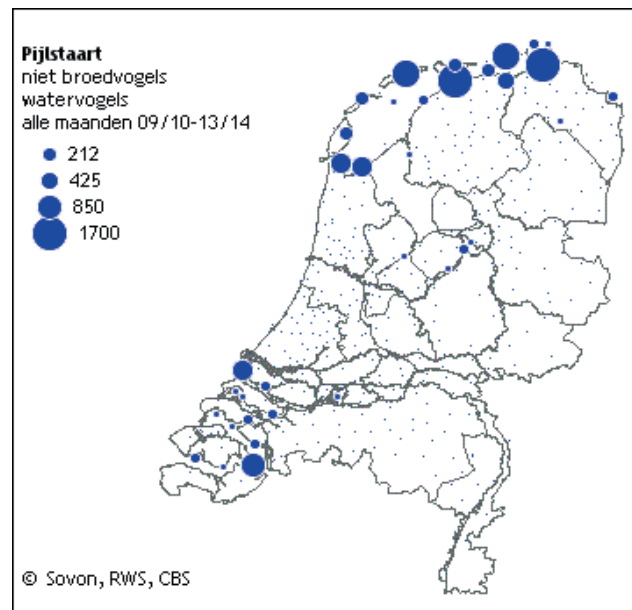 Pijlstaart
niet broedvogels
watervogels
alle maanden 09/10-13/14
212
425
850
1700
© Sovon, RWS, CBS